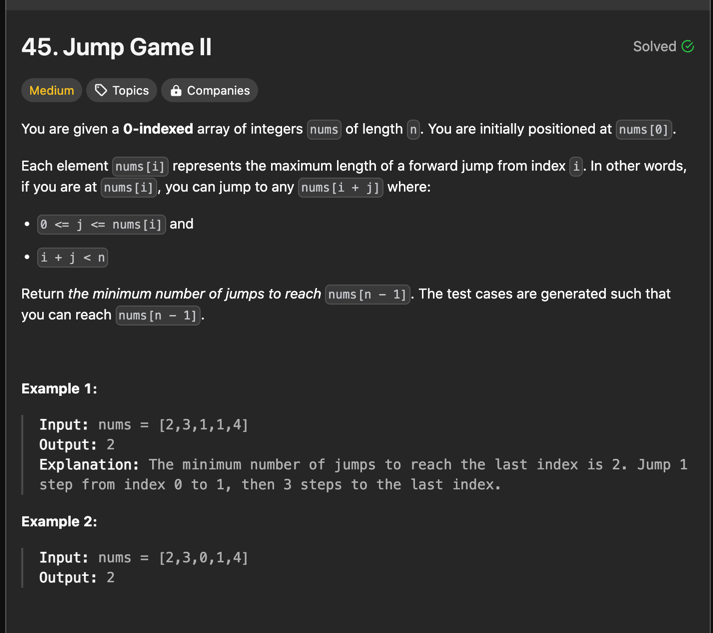 45. Jump Game II
Solved
Medium
Topics
Companies
You are given a 0-indexed array of integers nums of length n. You are initially positioned at nums[0].
Each element nums[i] represents the maximum length of a forward jump from index i. In other words,
if you are at nums[i], you can jump to any nums[i + j] where:
• 0 <= j <= nums[i] and
• i + j < n
Return the minimum number of jumps to reach nums[n - 1]. The test cases are generated such that
you can reach nums[n - 1].
Example 1:
Input: nums = [2,3,1,1,4]
Output: 2
Explanation: The minimum number of jumps to reach the last index is 2. Jump 1
step from index 0 to 1, then 3 steps to the last index.
Example 2:
Input: nums = [2,3,0,1,4]
Output: 2